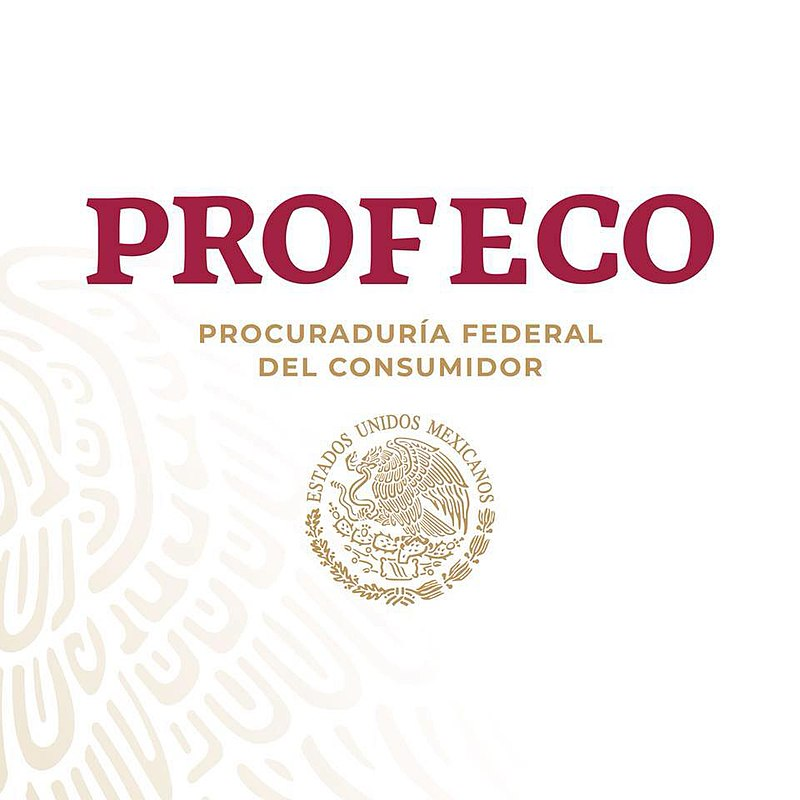 PROFECO
PROCURADURÍA FEDERAL
DEL CONSUMIDOR
ESTADOS UNIDOS MEXICANOS